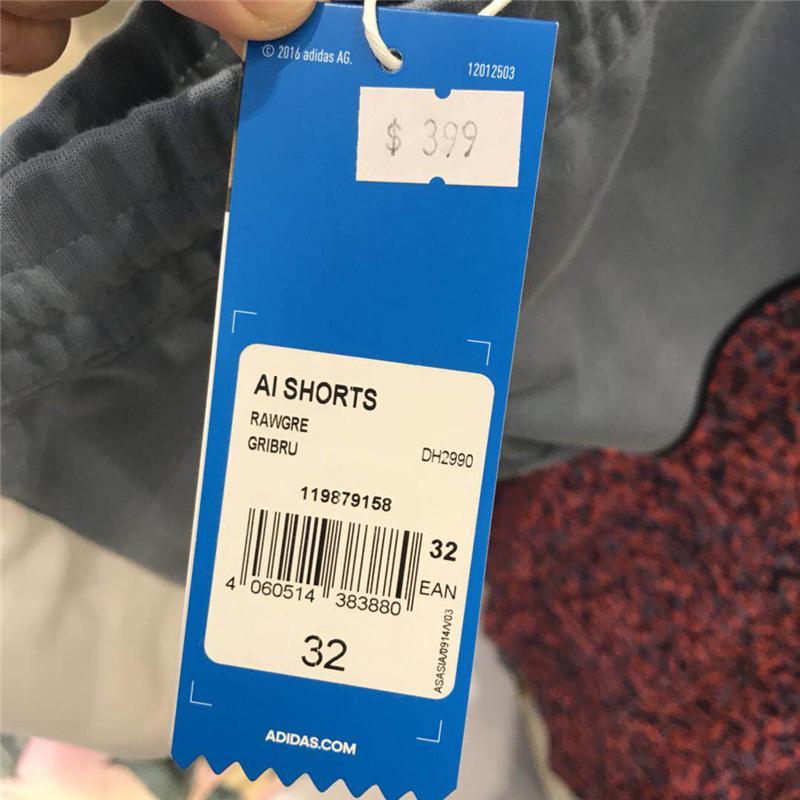 © 2016 adidas AG.
12012503
$ 399
AI SHORTS
RAWGRE
GRIBRU
DH2990
119879158
32
4 060514 383880
EAN
32
ASASIA/0914/V03
ADIDAS.COM